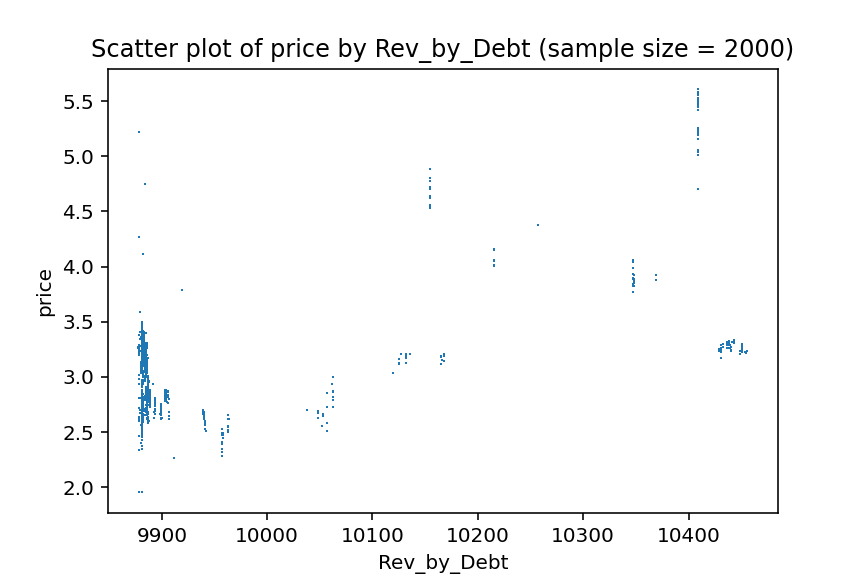 Scatter plot of price by Rev_by_Debt (sample size = 2000)
5.5
5.0
4.5
4.0
3.5
3.0
2.5
2.0
price
9900 10000 10100 10200 10300 10400
Rev_by_Debt